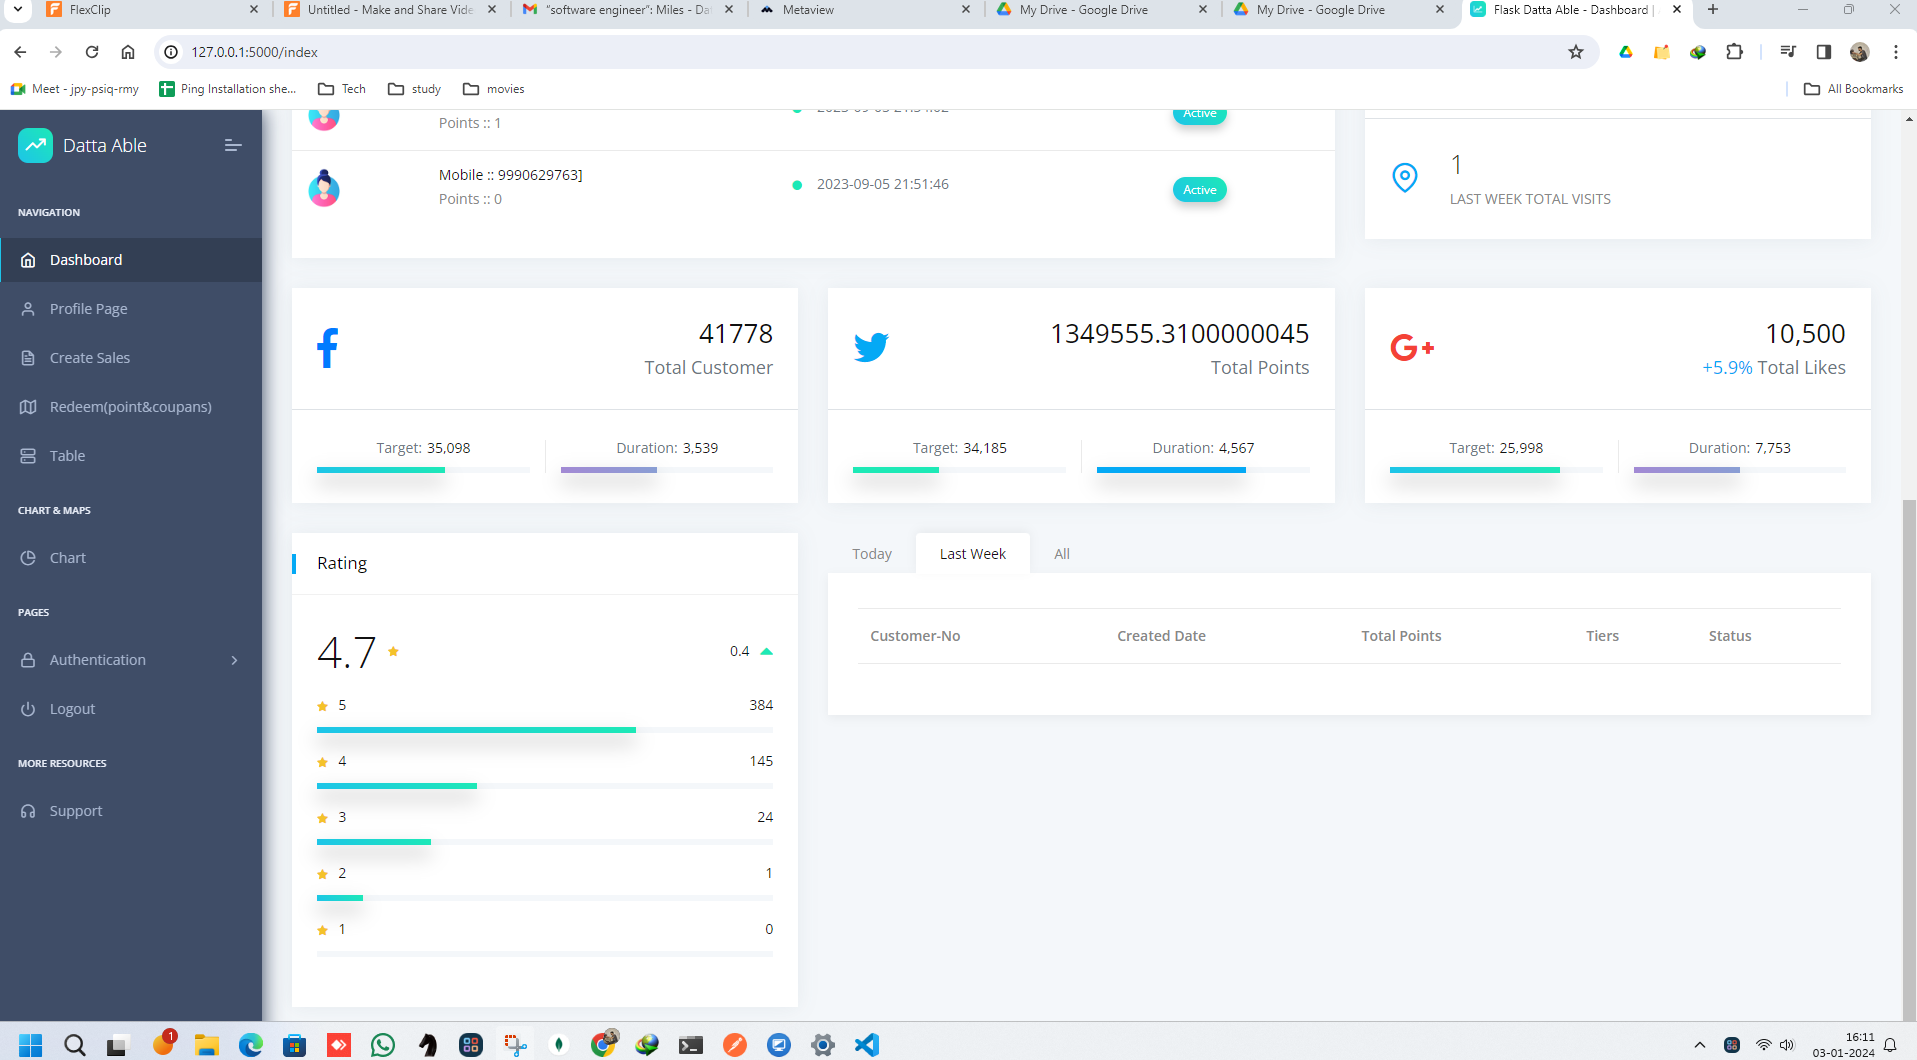 FlexClip
Untitled - Make and Share Vide
"software engineer": Miles - Da
Metaview
My Drive - Google Drive
My Drive - Google Drive
Flask Datta Able - Dashboard |
127.0.0.1:5000/index
Meet - jpy-psiq-rmy
Ping Installation she...
Tech
study
movies
All Bookmarks
Datta Able
NAVIGATION
Dashboard
Profile Page
Create Sales
Redeem(point&coupans)
Table
CHART & MAPS
Chart
PAGES
Authentication
Logout
MORE RESOURCES
Support
Points :: 1
Active
Mobile :: 9990629763]
Points :: 0
2023-09-05 21:51:46
Active
1
LAST WEEK TOTAL VISITS
41778
Total Customer
Target: 35,098
Duration: 3,539
1349555.3100000045
Total Points
Target: 34,185
Duration: 4,567
G+
10,500
+5.9% Total Likes
Target: 25,998
Duration: 7,753
Rating
4.7
0.4
5 384
4 145
3 24
2 1
1 0
Today
Last Week
All
Customer-No
Created Date
Total Points
Tiers
Status
1
16:11
03-01-2024